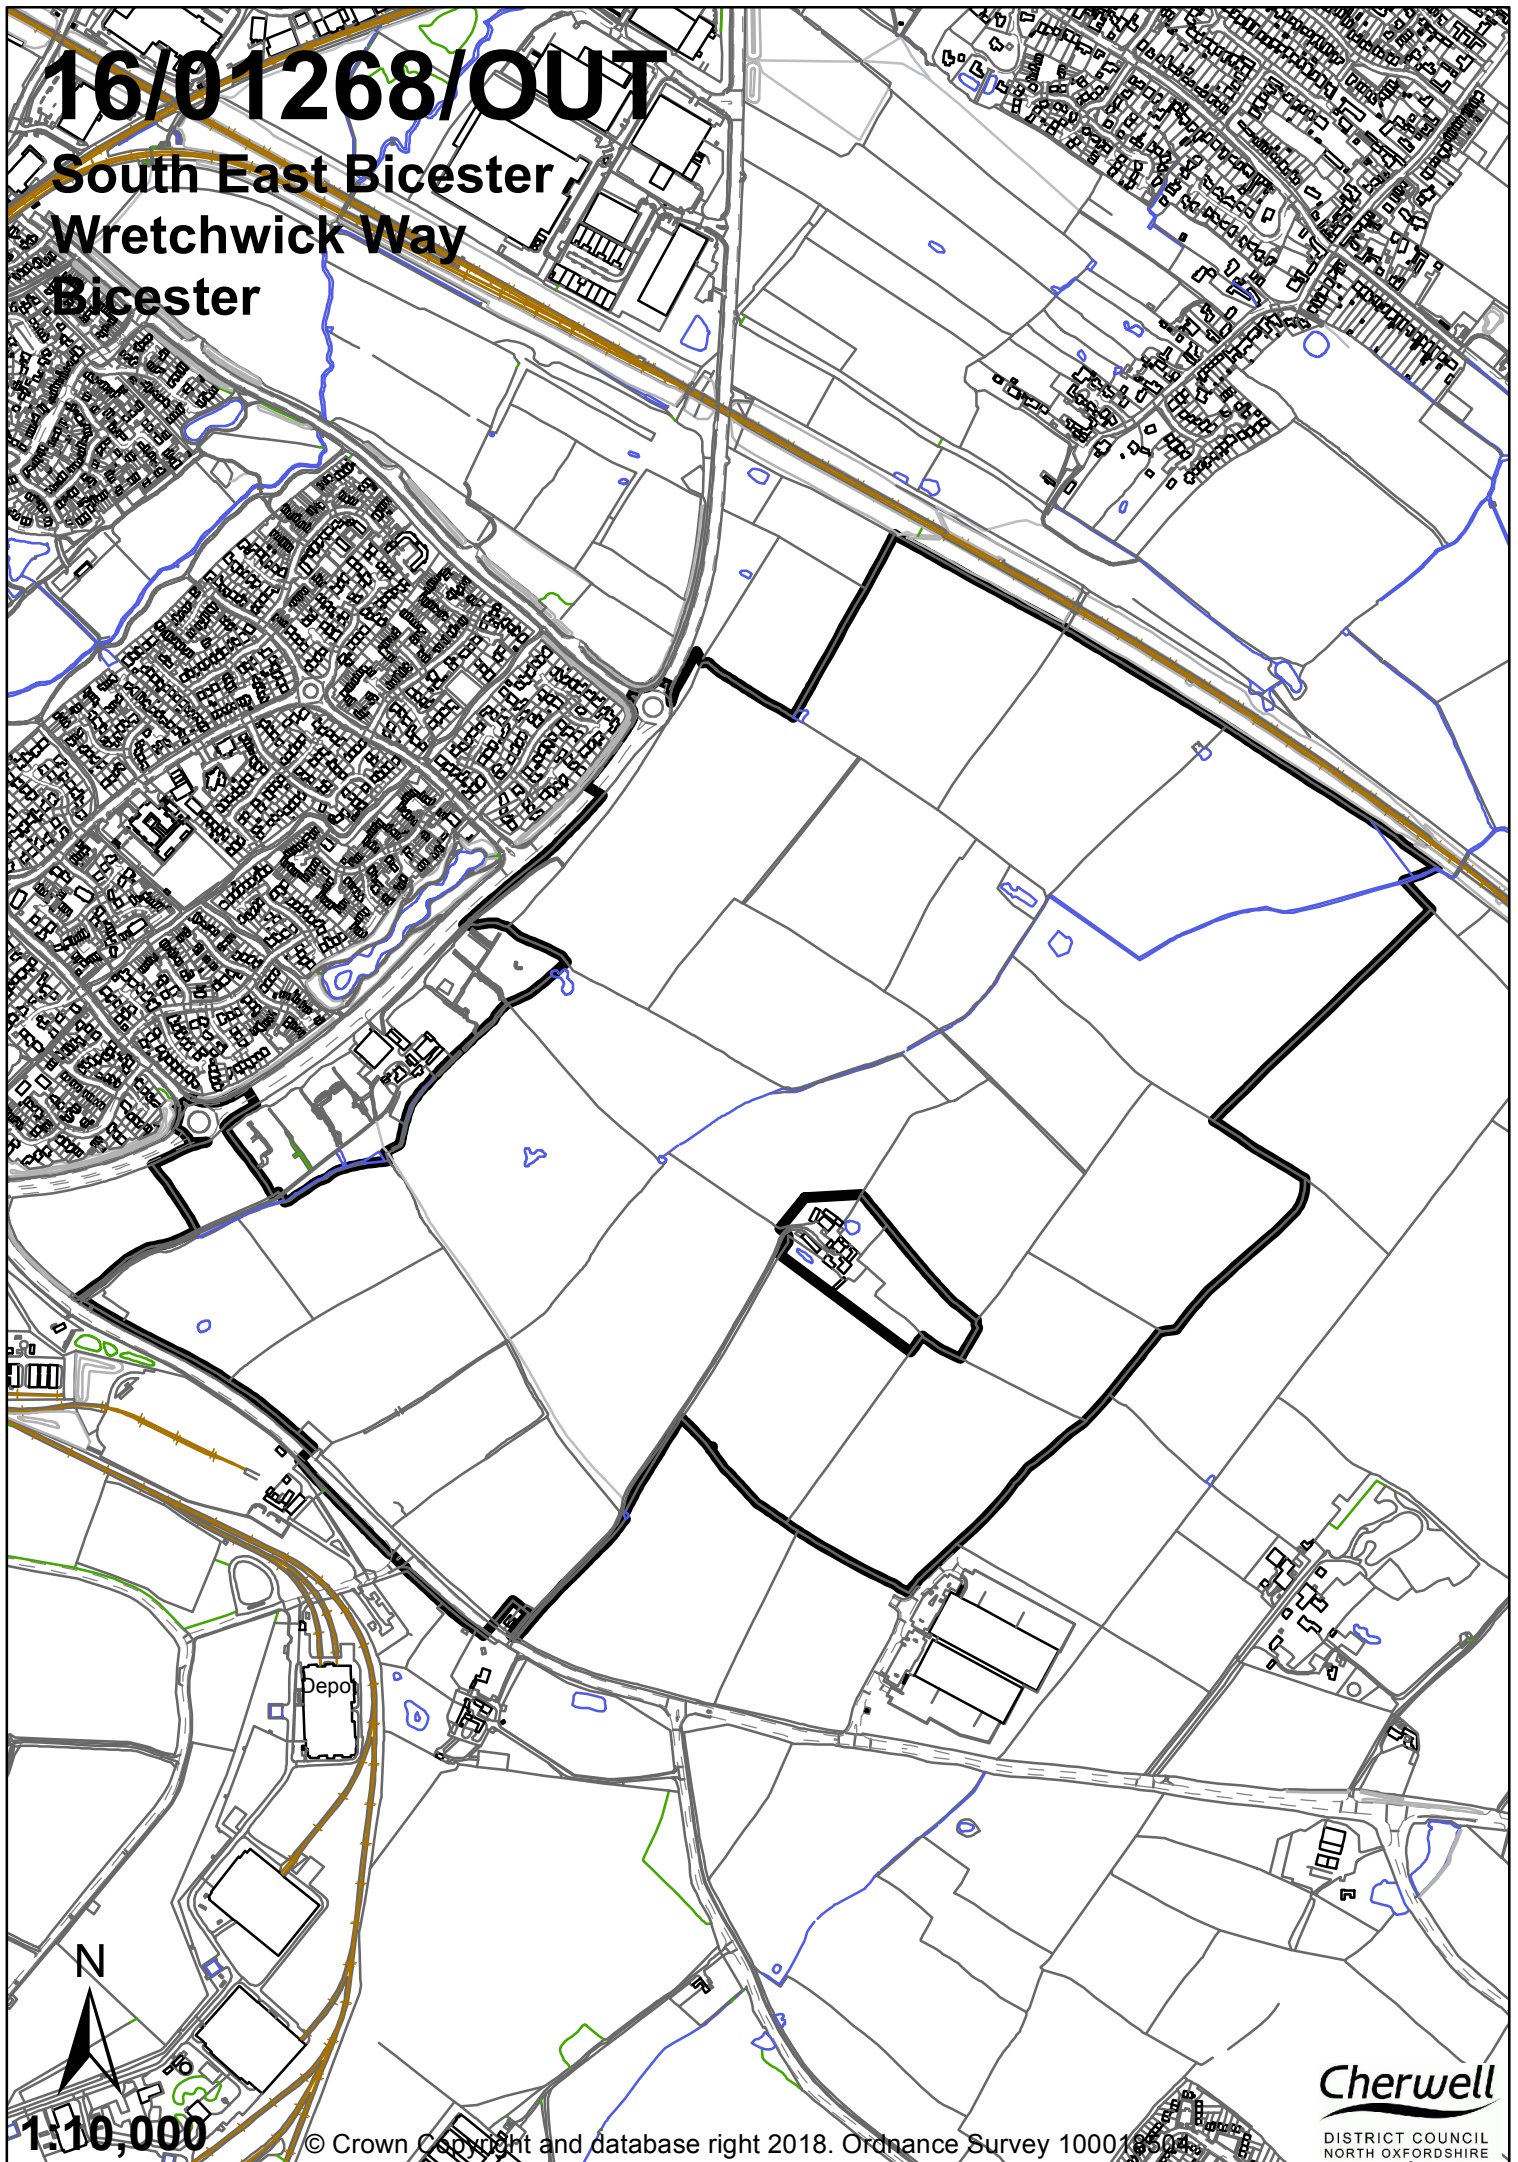 16/01268/OUT
South East Bicester
Wretchwick Way
Bicester
Depot
N
1:10,000
© Crown Copyright and database right 2018. Ordnance Survey 100018504
Cherwell
DISTRICT COUNCIL
NORTH OXFORDSHIRE